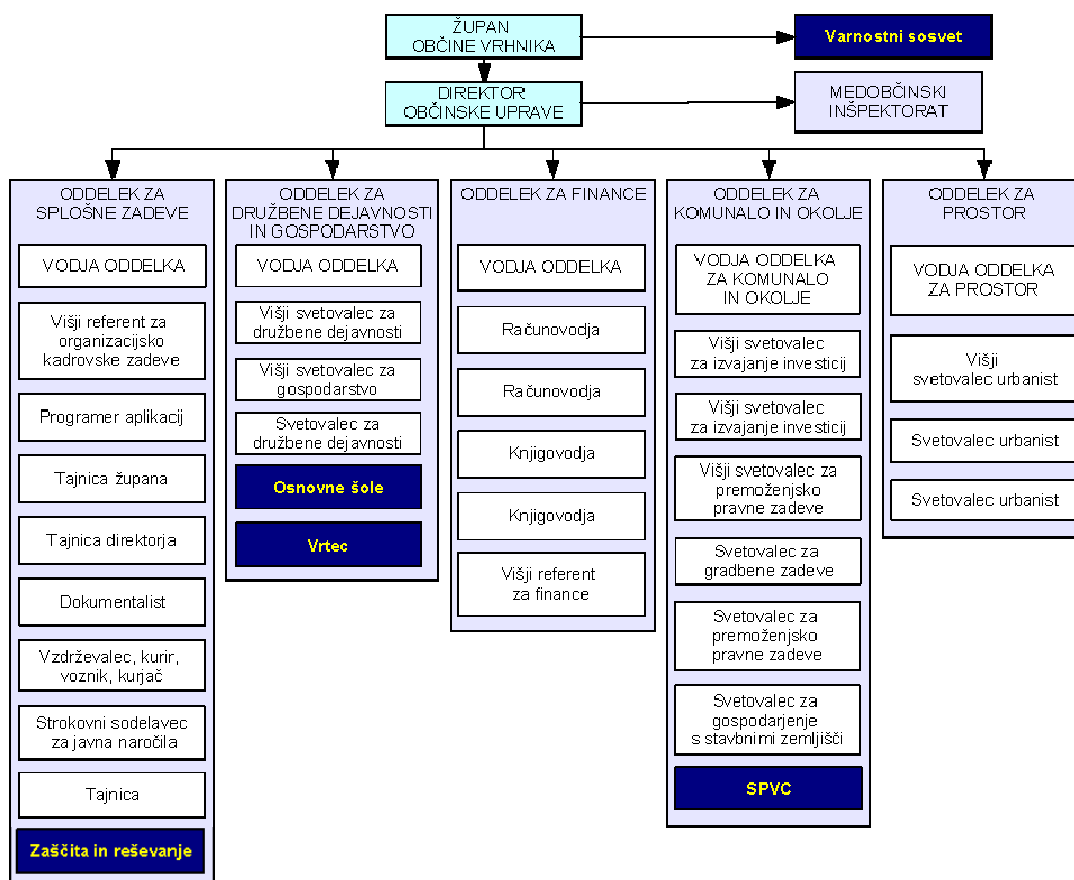 ŽUPAN
OBČINE VRHNIKA
Varnostni sosvet
DIREKTOR
OBČINSKE UPRAVE
MEDOBČINSKI
INŠPEKTORAT
ODDELEK ZA
SPLOŠNE ZADEVE
VODJA ODDELKA
Višji referent za
organizacijsko
kadrovske zadeve
Programer aplikacij
Tajnica župana
Tajnica direktorja
Dokumentalist
Vzdrževalec, kurir,
voznik, kurjač
Strokovni sodelavec
za javna naročila
Tajnica
Zaščita in reševanje
ODDELEK ZA
DRUŽBENE DEJAVNOSTI
IN GOSPODARSTVO
VODJA ODDELKA
Višji svetovalec za
družbene dejavnosti
Višji svetovalec za
gospodarstvo
Svetovalec za
družbene dejavnosti
Osnovne šole
Vrtec
ODDELEK ZA FINANCE
VODJA ODDELKA
Računovodja
Računovodja
Knjigovodja
Knjigovodja
Višji referent
za finance
ODDELEK ZA
KOMUNALO IN OKOLJE
VODJA ODDELKA
ZA KOMUNALO
IN OKOLJE
Višji svetovalec
za izvajanje investicij
Višji svetovalec
za izvajanje investicij
Višji svetovalec za
premoženjsko
pravne zadeve
Svetovalec za
gradbene zadeve
Svetovalec za
premoženjsko
pravne zadeve
Svetovalec za
gospodarjenje
s stavbnimi zemljišči
SPVC
ODDELEK ZA
PROSTOR
VODJA ODDELKA
ZA PROSTOR
Višji
svetovalec urbanist
Svetovalec urbanist
Svetovalec urbanist